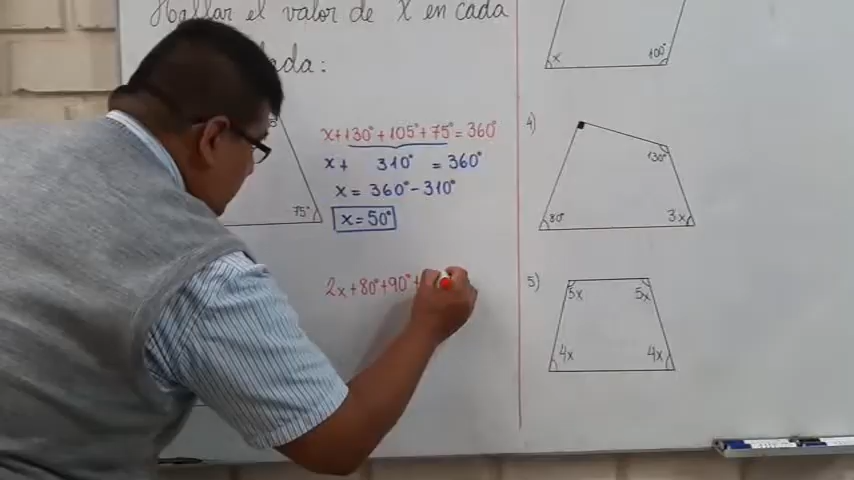 Hallar el valor de x en cada
ada:
75°
x+130°+105°+75°=360°
x+ 310° =360°
x=360°-310°
x=50°
2x+80°+90°+
x
100°
4)
130°
80°
3x
5)
5x
5x
4x
4x